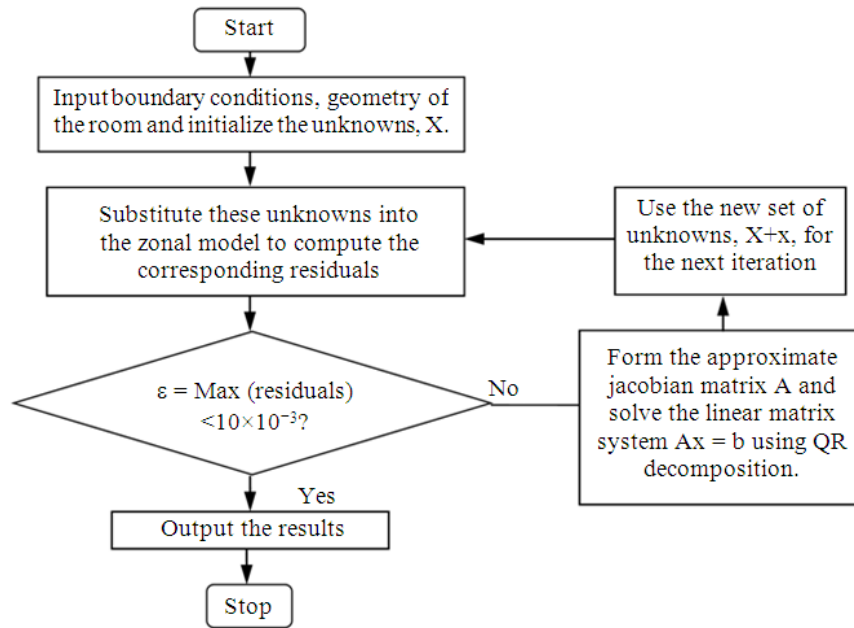 Start
Input boundary conditions, geometry of
the room and initialize the unknowns, X.
Substitute these unknowns into
the zonal model to compute the
corresponding residuals
Use the new set of
unknowns, X+x, for
the next iteration
ε = Max (residuals)
<10×10⁻³?
No
Form the approximate
jacobian matrix A and
solve the linear matrix
system Ax = b using QR
decomposition.
Yes
Output the results
Stop